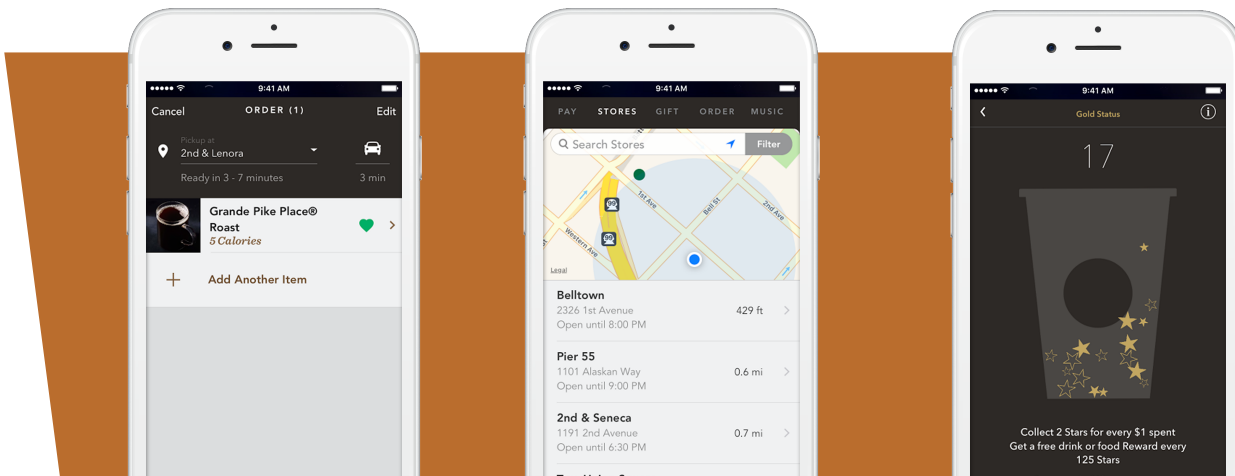 9:41 AM
Cancel ORDER (1) Edit
Pickup at
2nd & Lenora
Ready in 3 - 7 minutes 3 min
Grande Pike Place®
Roast
5 Calories
Add Another Item
9:41 AM
PAY STORES GIFT ORDER MUSIC
Search Stores Filter
99
1st Ave
Bell St
2nd Ave
99
Western Ave
Legal
Belltown
2326 1st Avenue 429 ft
Open until 8:00 PM
Pier 55
1101 Alaskan Way 0.6 mi
Open until 9:00 PM
2nd & Seneca
1191 2nd Avenue 0.7 mi
Open until 6:30 PM
9:41 AM
Gold Status
17
Collect 2 Stars for every $1 spent
Get a free drink or food Reward every
125 Stars